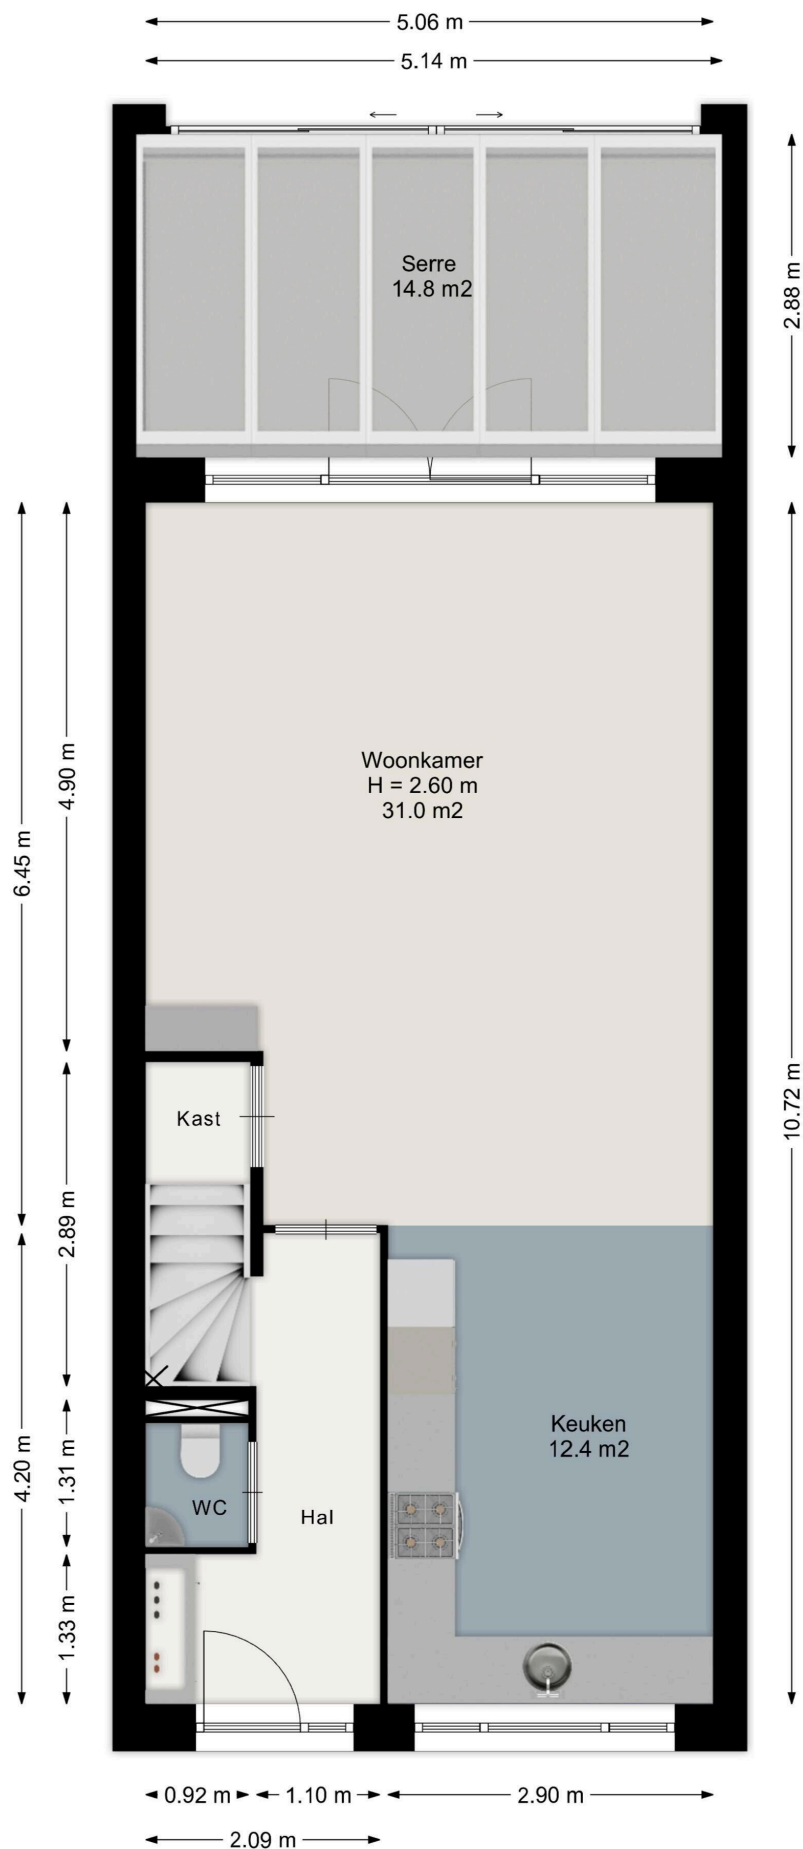 5.06 m
5.14 m
Serre
14.8 m2
2.88 m
Woonkamer
H = 2.60 m
31.0 m2
4.90 m
6.45 m
10.72 m
Kast
2.89 m
Keuken
12.4 m2
4.20 m
1.31 m
WC
Hal
1.33 m
0.92 m
1.10 m
2.90 m
2.09 m